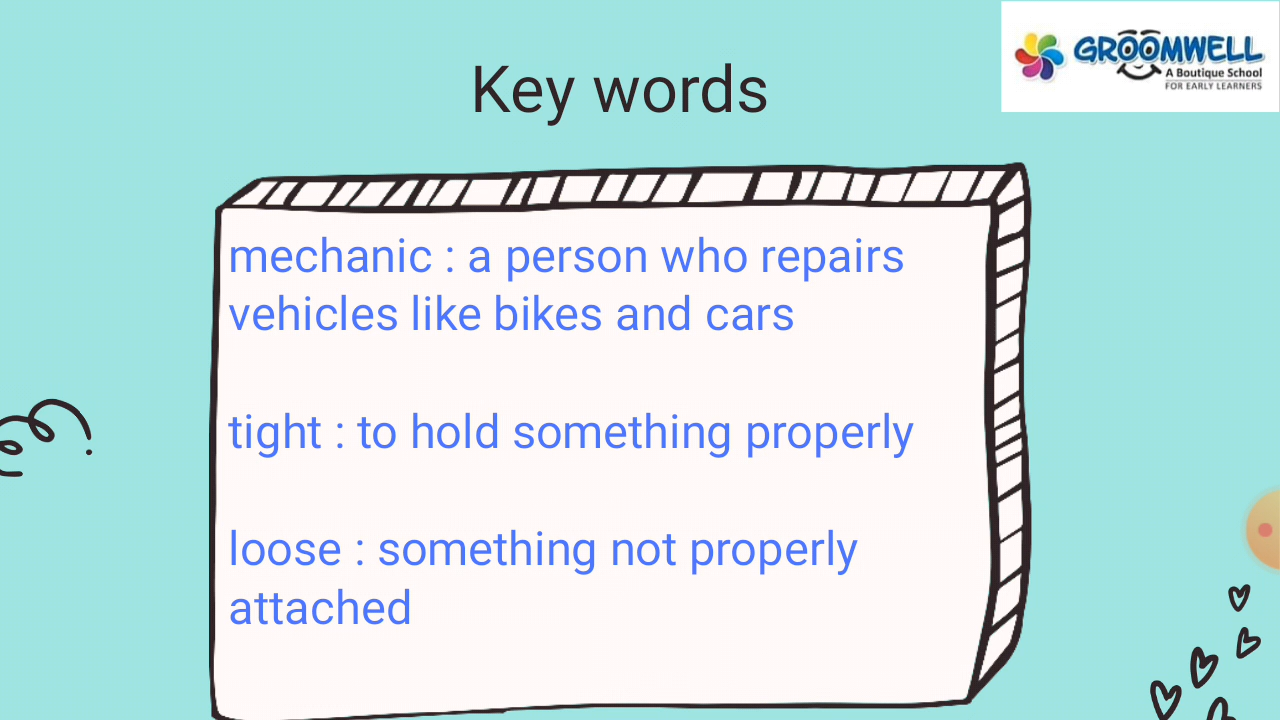 GROOMWELL
A Boutique School
FOR EARLY LEARNERS
Key words
mechanic : a person who repairs
vehicles like bikes and cars
tight : to hold something properly
loose : something not properly
attached